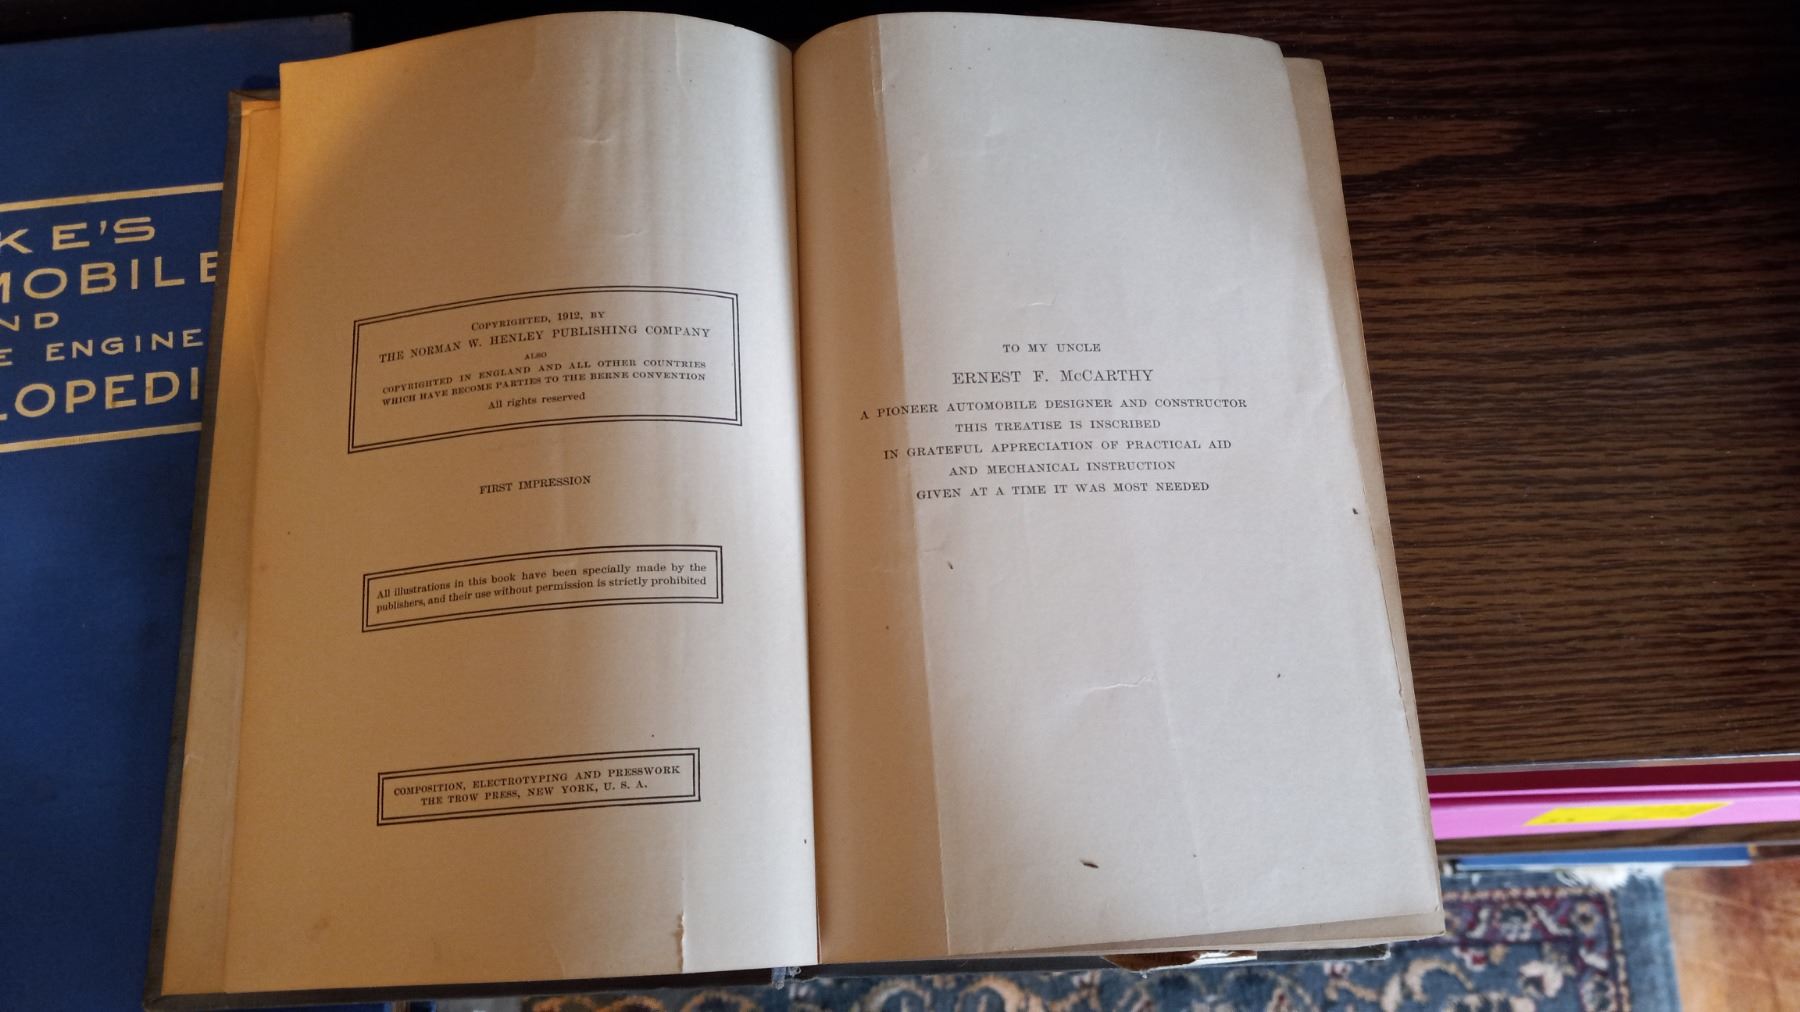 KE'S
MOBILE
ND
E ENGINE
LOPEDI
COPYRIGHTED, 1912, BY
THE NORMAN W. HENLEY PUBLISHING COMPANY
ALSO
COPYRIGHTED IN ENGLAND AND ALL OTHER COUNTRIES
WHICH HAVE BECOME PARTIES TO THE BERNE CONVENTION
All rights reserved
FIRST IMPRESSION
All illustrations in this book have been specially made by the
publishers, and their use without permission is strictly prohibited
COMPOSITION, ELECTROTYPING AND PRESSWORK
THE TROW PRESS, NEW YORK, U. S. A.
TO MY UNCLE
ERNEST F. McCARTHY
A PIONEER AUTOMOBILE DESIGNER AND CONSTRUCTOR
THIS TREATISE IS INSCRIBED
IN GRATEFUL APPRECIATION OF PRACTICAL AID
AND MECHANICAL INSTRUCTION
GIVEN AT A TIME IT WAS MOST NEEDED